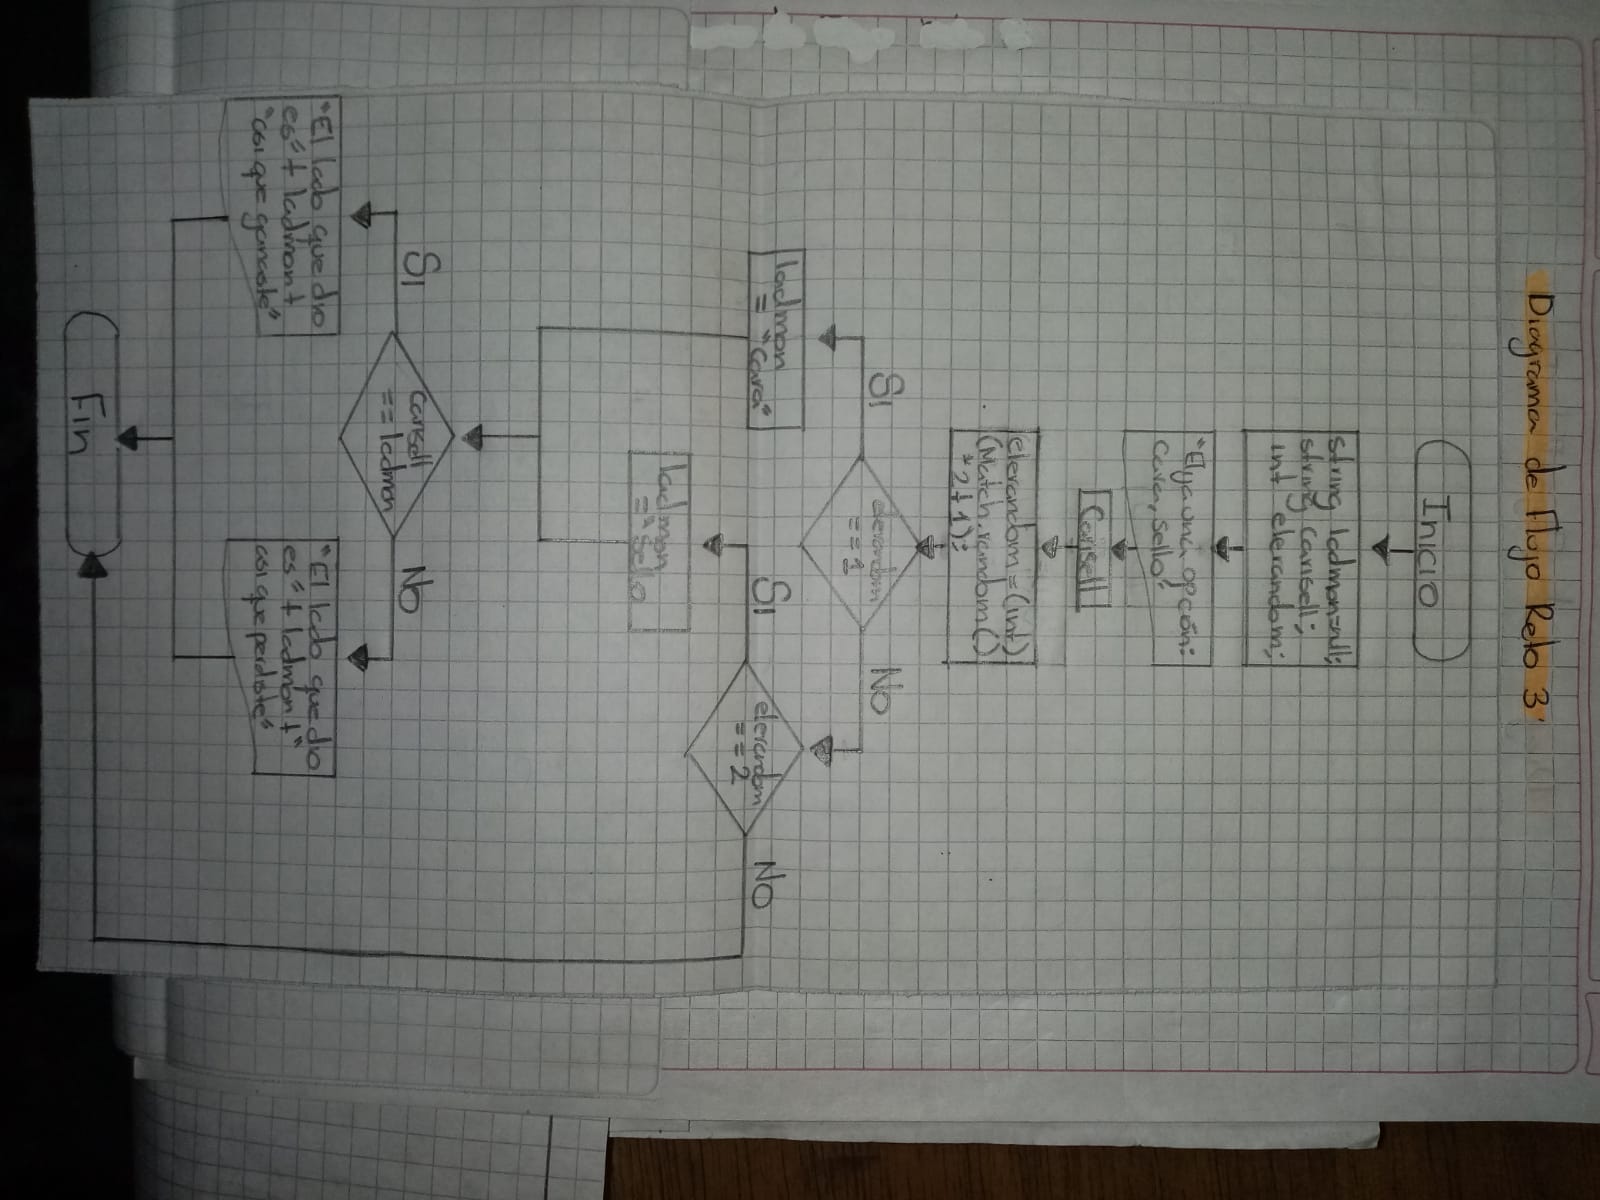 Diagrama de Flujo Reto 3
Inicio
string ladmon=null;
string carisell;
int elerandom;
"Elija una opción:
Cara, Sello"
Carisell
elerandom=(int)
(Match.random()
*2+1);
elerandom
==1
SI
NO
ladmon
= "Cara"
elerandom
==2
SI
NO
ladmon
="Sello
carisell
==ladmon
SI
NO
"El lado que dio
es"+ ladmon+
"asi que ganaste"
"El lado que dio
es"+ ladmon+"
asi que perdiste"
Fin